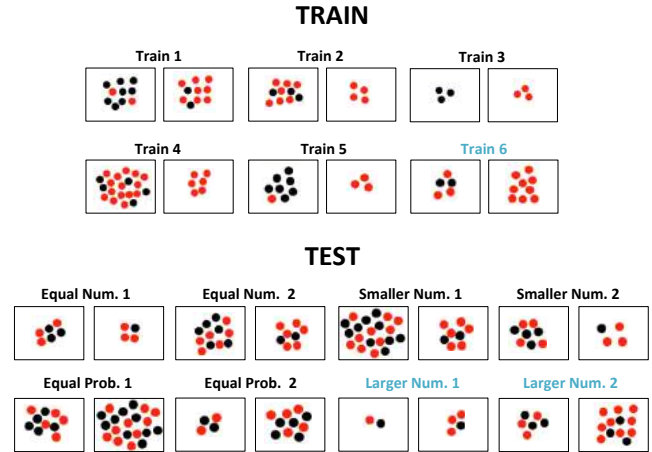 TRAIN
Train 1 Train 2 Train 3
Train 4 Train 5 Train 6
TEST
Equal Num. 1 Equal Num. 2 Smaller Num. 1 Smaller Num. 2
Equal Prob. 1 Equal Prob. 2 Larger Num. 1 Larger Num. 2